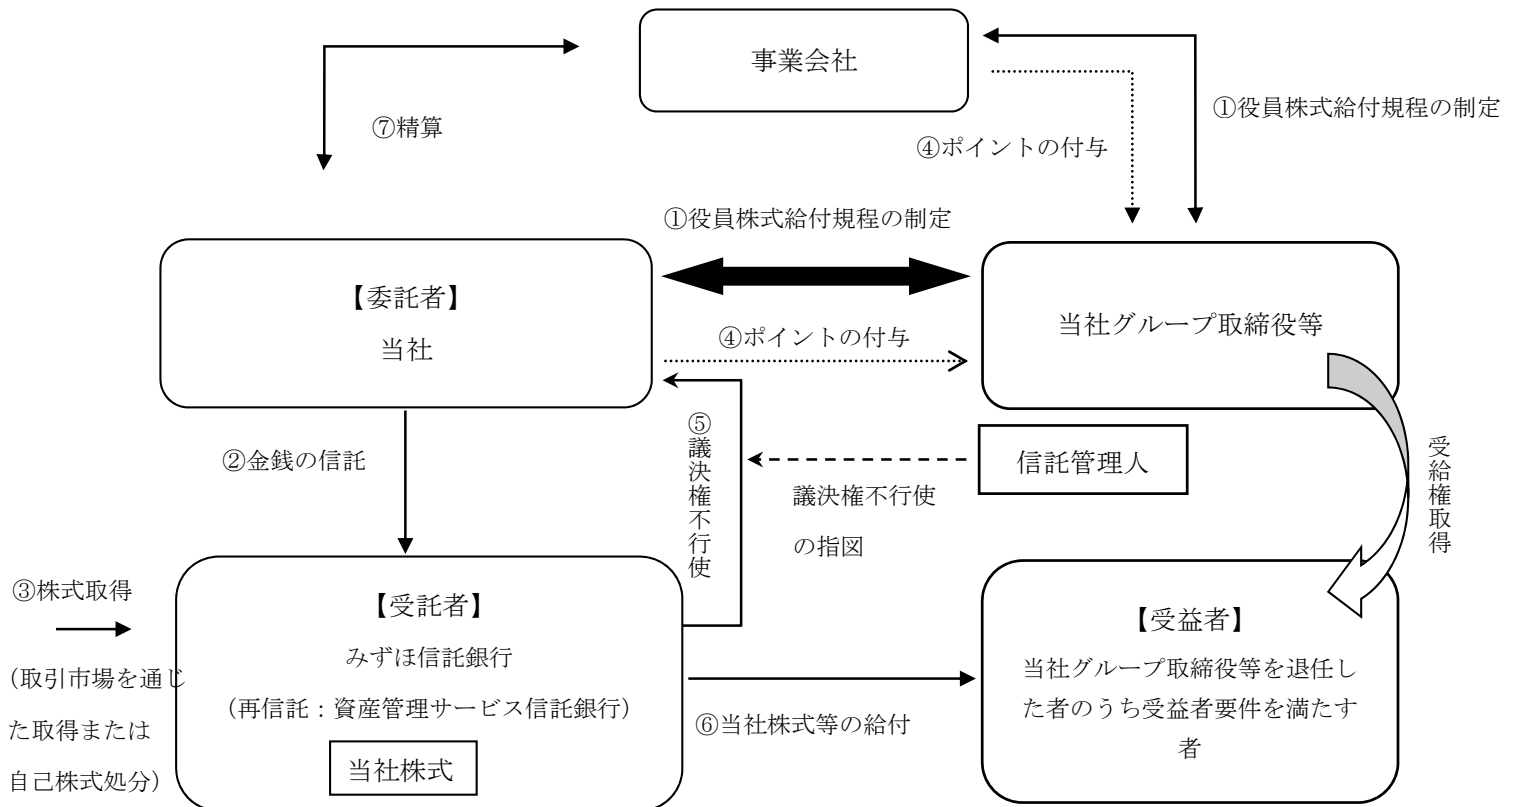 事業会社
①役員株式給付規程の制定
⑦精算
④ポイントの付与
①役員株式給付規程の制定
【委託者】
当社
④ポイントの付与
当社グループ取締役等
②金銭の信託
⑤議決権不行使
信託管理人
議決権不行使
の指図
受給権取得
③株式取得
(取引市場を通じ
た取得または
自己株式処分)
【受託者】
みずほ信託銀行
(再信託：資産管理サービス信託銀行)
当社株式
⑥当社株式等の給付
【受益者】
当社グループ取締役等を退任し
た者のうち受益者要件を満たす
者